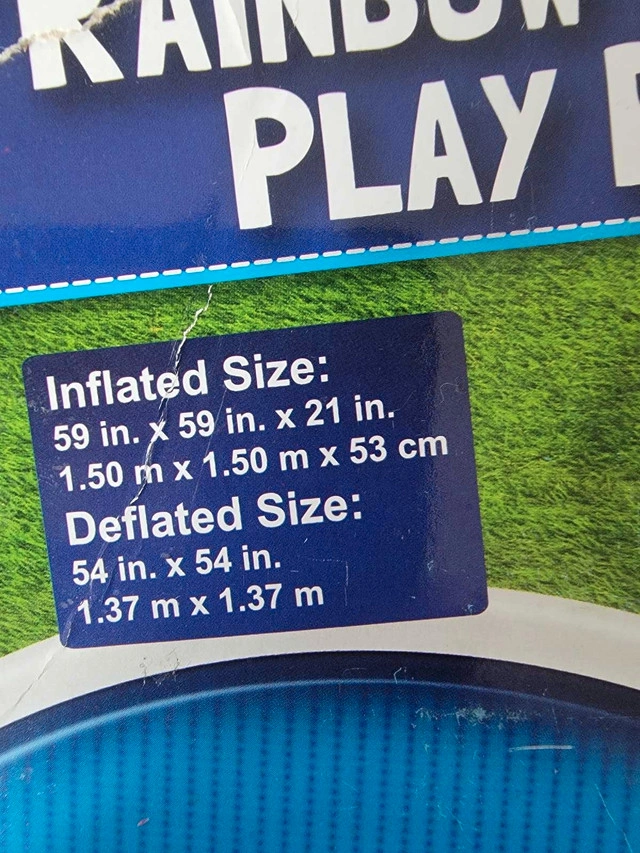 RAINBOW
PLAY
Inflated Size:
59 in. x 59 in. x 21 in.
1.50 m x 1.50 m x 53 cm
Deflated Size:
54 in. x 54 in.
1.37 m x 1.37 m